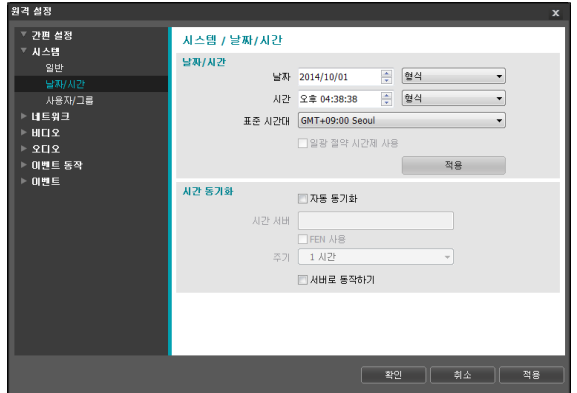 원격 설정
x
간편 설정
시스템
일반
날짜/시간
사용자/그룹
네트워크
비디오
오디오
이벤트 동작
이벤트
시스템 / 날짜/시간
날짜/시간
날짜 2014/10/01 형식
시간 오후 04:38:38 형식
표준 시간대 GMT+09:00 Seoul
일광 절약 시간제 사용
적용
시간 동기화
자동 동기화
시간 서버
FEN 사용
주기 1 시간
서버로 동작하기
확인 취소 적용